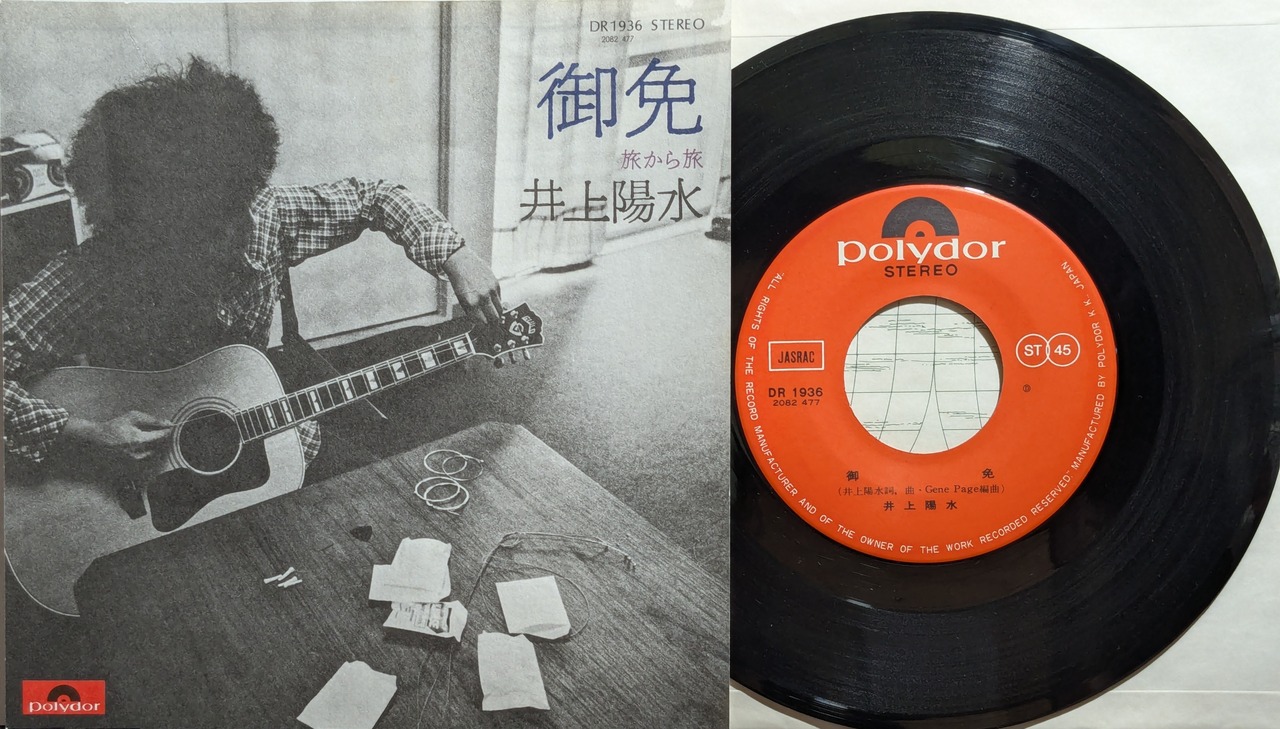 DR1936 STEREO
2082 477
御免
旅から旅
井上陽水
polydor
polydor
STEREO
JASRAC
ST 45
DR 1936
2082 477
御免
(井上陽水詞, 曲・Gene Page編曲)
井上陽水
"ALL RIGHTS OF THE RECORD MANUFACTURER AND OF THE OWNER OF THE WORK RECORDED RESERVED" MANUFACTURED BY POLYDOR K.K. JAPAN